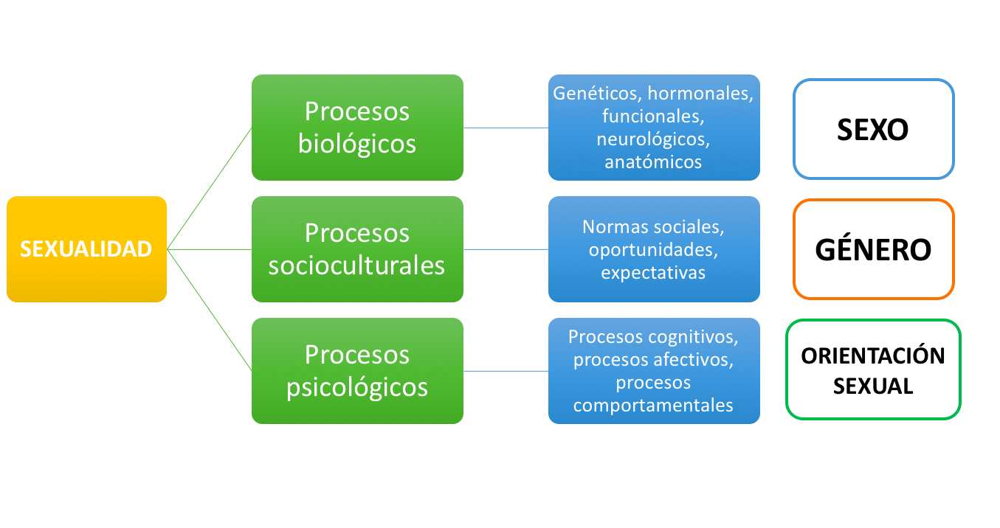 SEXUALIDAD
Procesos
biológicos
Genéticos, hormonales,
funcionales,
neurológicos,
anatómicos
SEXO
Procesos
socioculturales
Normas sociales,
oportunidades,
expectativas
GÉNERO
Procesos
psicológicos
Procesos cognitivos,
procesos afectivos,
procesos
comportamentales
ORIENTACIÓN
SEXUAL